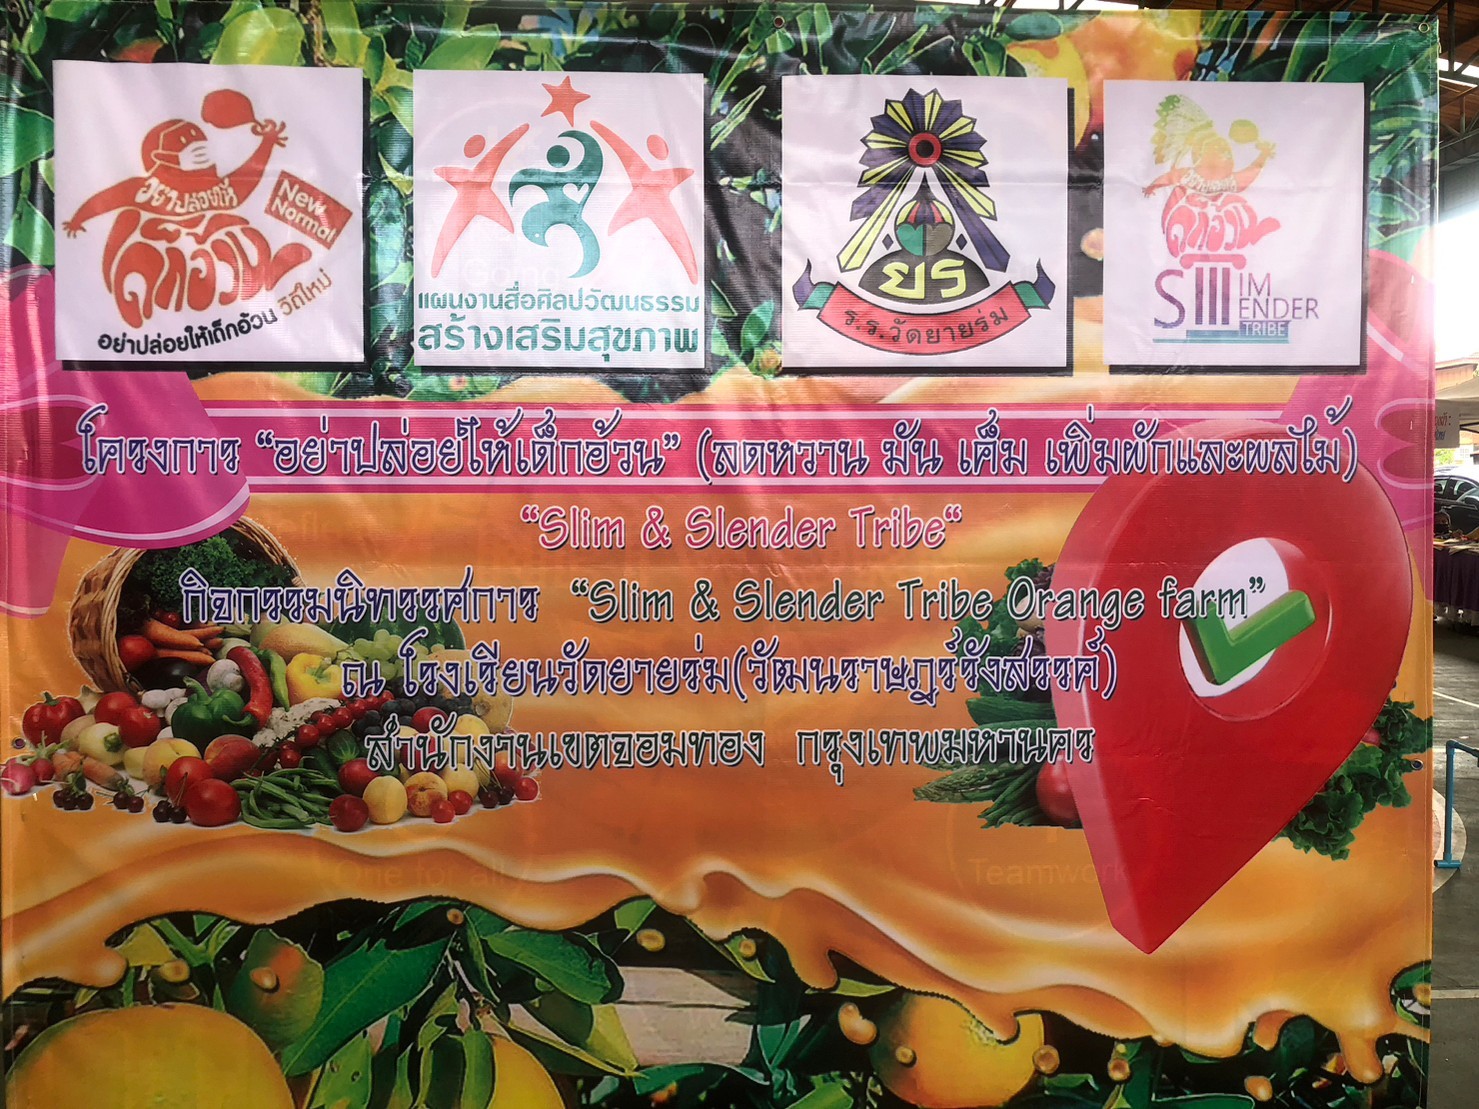 อย่าปล่อยให้
เด็กอ้วน
New
Normal
อย่าปล่อยให้เด็กอ้วน วิถีใหม่
แผนงานสื่อศิลปวัฒนธรรม
สร้างเสริมสุขภาพ
ยร
ร.ร.วัดยายร่ม
อย่าปล่อยให้
เด็กอ้วน
SLIM
SLENDER
TRIBE
โครงการ “อย่าปล่อยให้เด็กอ้วน” (ลดหวาน มัน เค็ม เพิ่มผักและผลไม้)
“Slim & Slender Tribe“
กิจกรรมนิทรรศการ “Slim & Slender Tribe Orange farm”
ณ โรงเรียนวัดยายร่ม(วัฒนราษฎร์รังสรรค์)
สำนักงานเขตจอมทอง กรุงเทพมหานคร
One for all
Teamwork